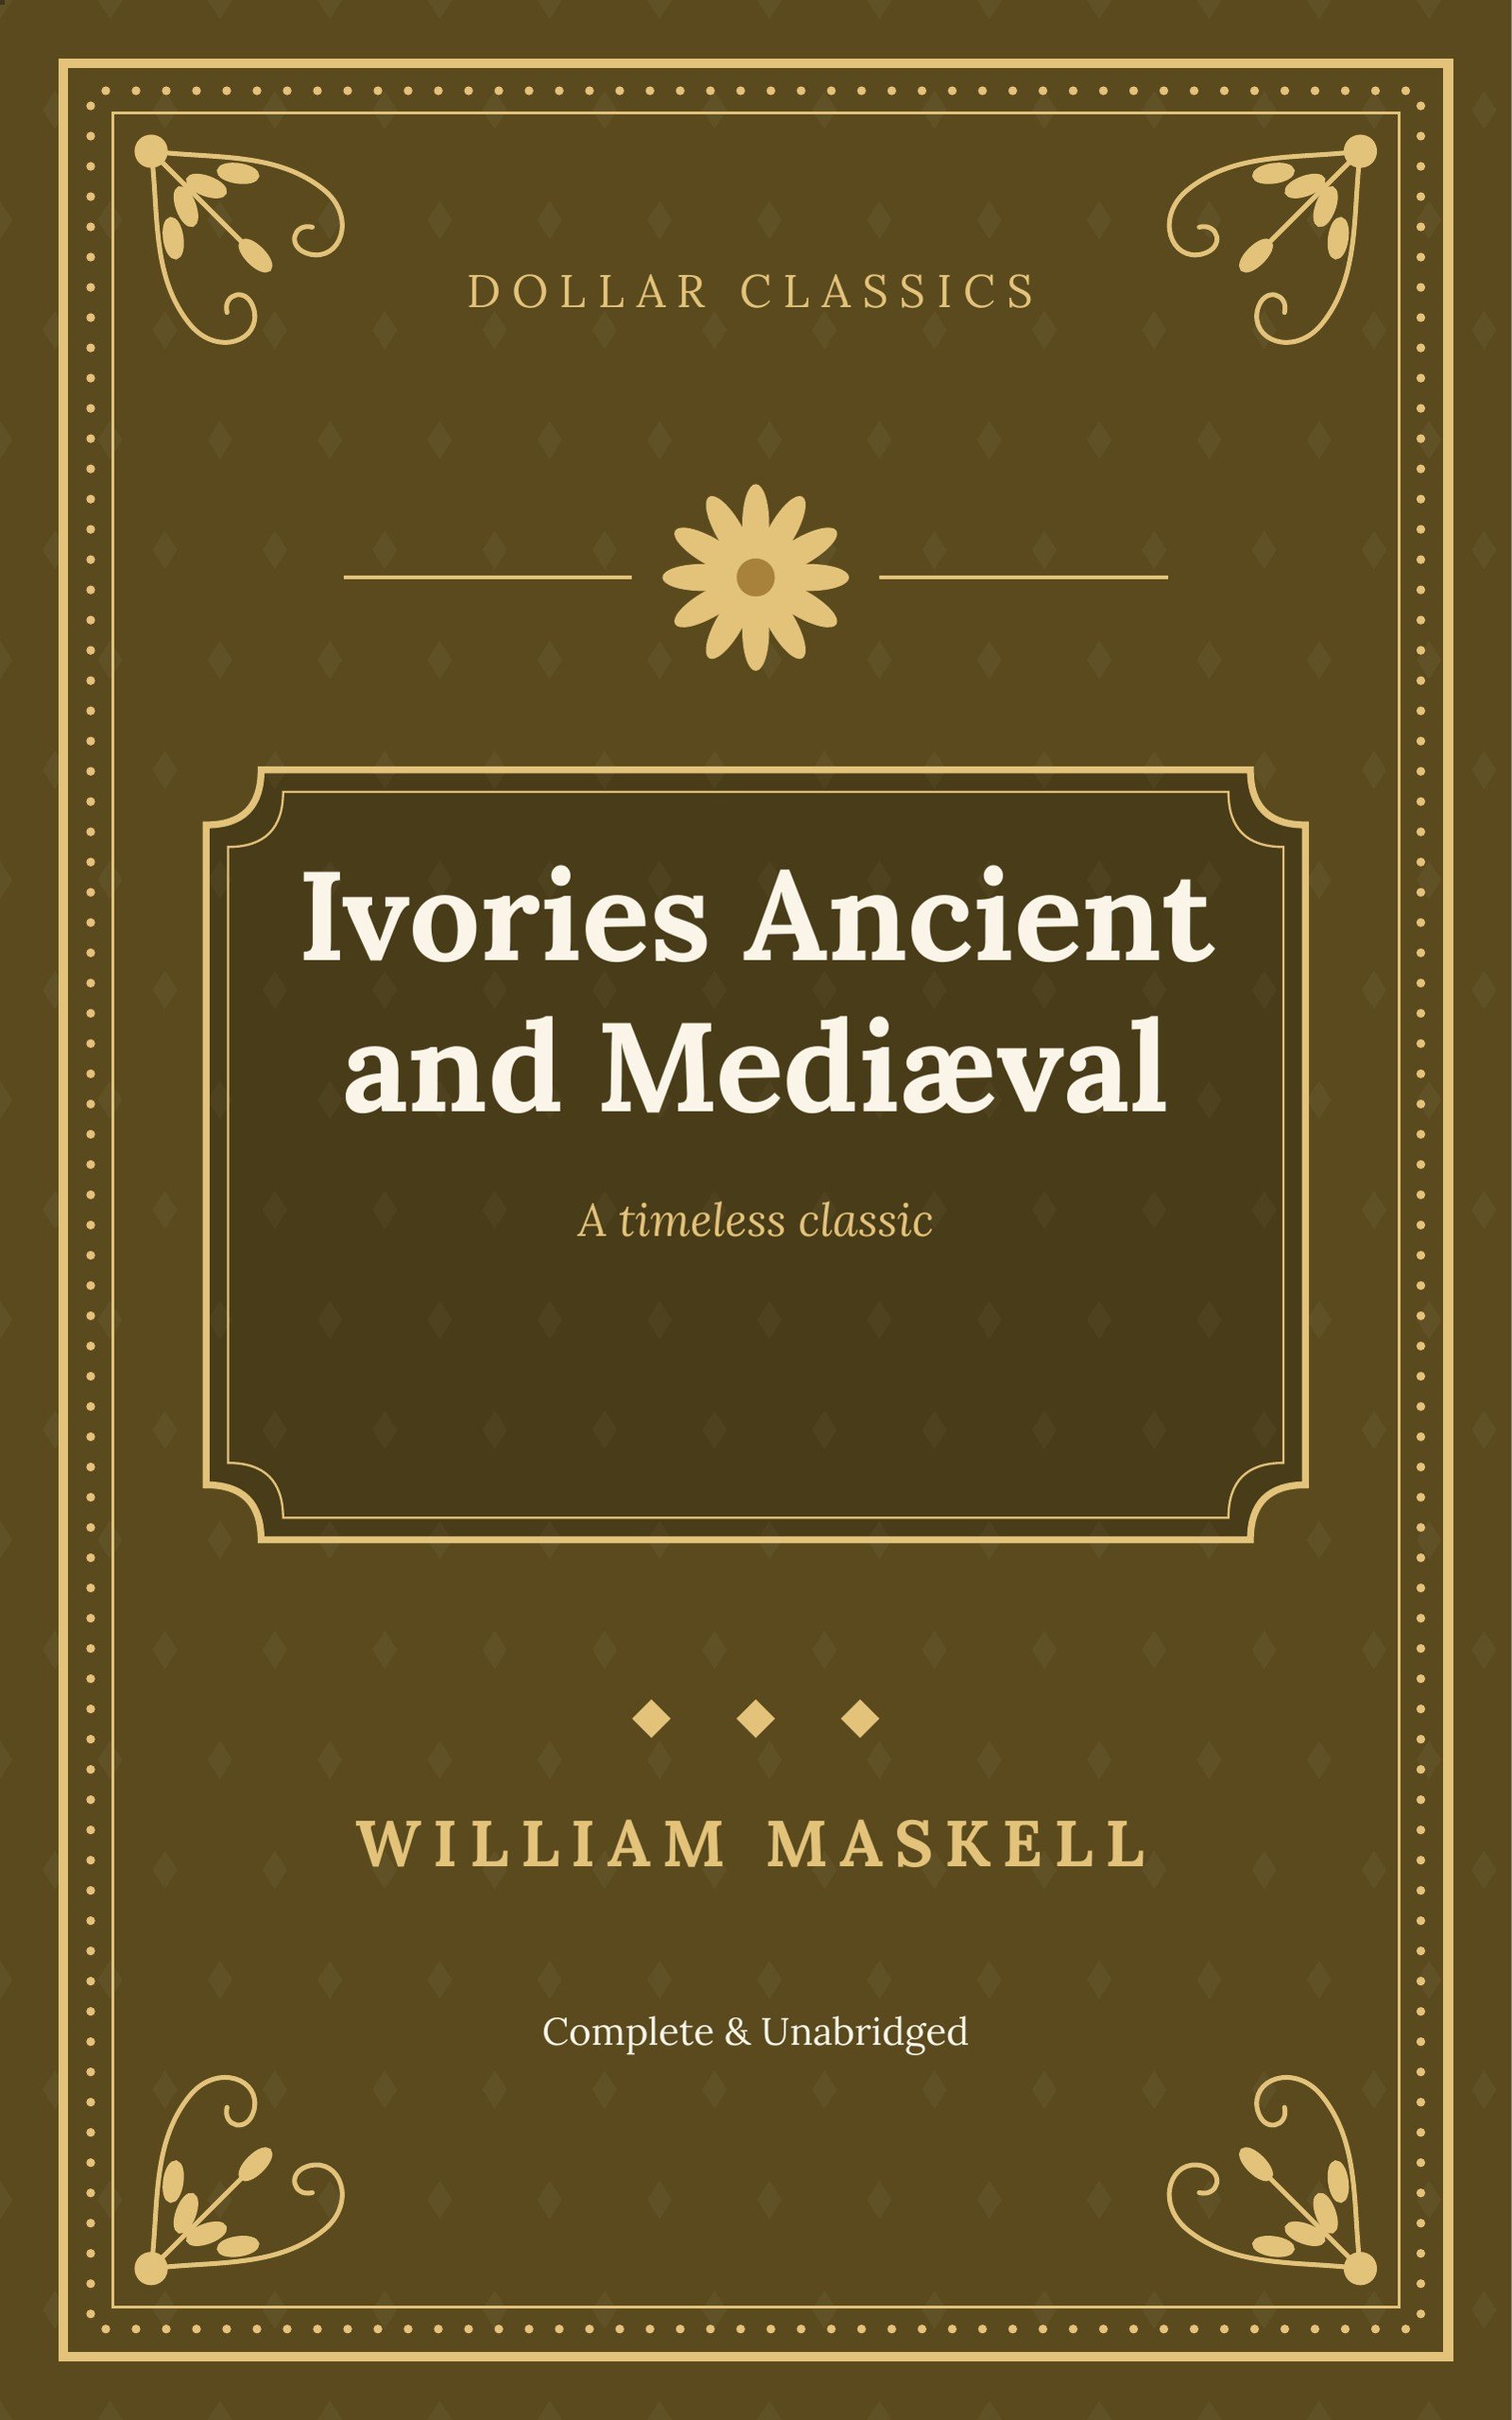 DOLLAR CLASSICS
Ivories Ancient
and Mediæval
A timeless classic
WILLIAM MASKELL
Complete & Unabridged